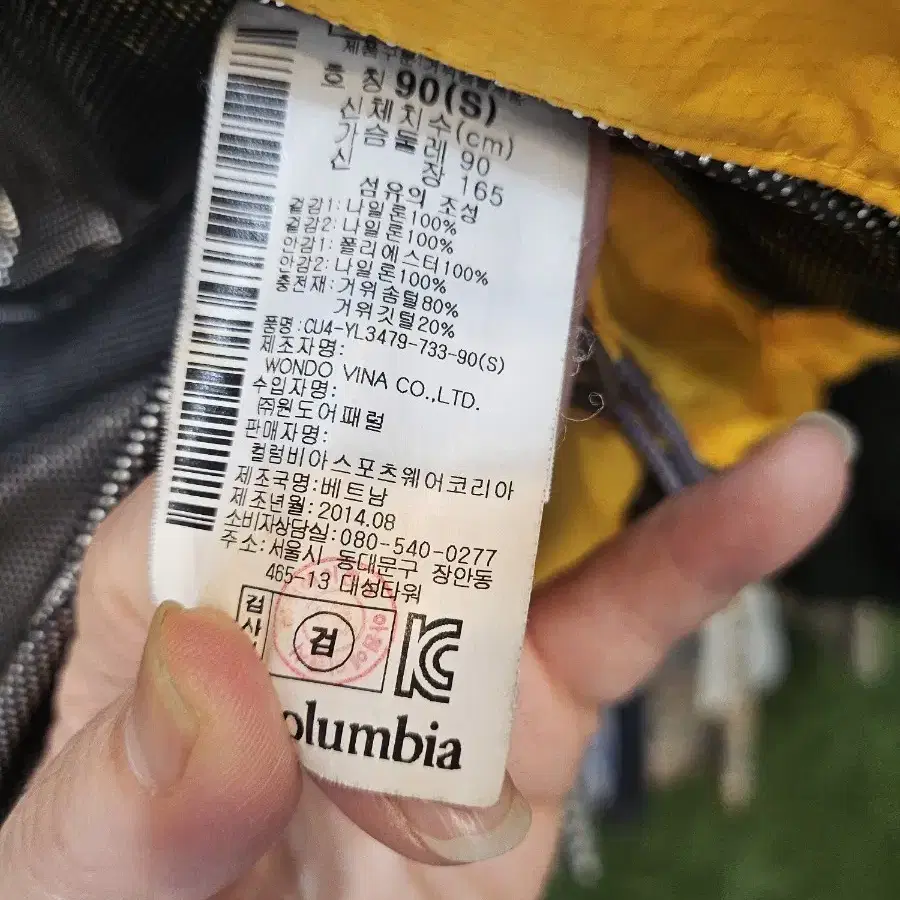 호 칭 90(S)
신체치수(cm)
가슴둘레 90
신 장 165
섬유의 조성
겉감1: 나일론100%
겉감2: 나일론100%
안감1: 폴리에스터100%
안감2: 나일론100%
충전재: 거위솜털80%
거위깃털20%
품명:CU4-YL3479-733-90(S)
제조자명:
WONDO VINA CO.,LTD.
수입자명:
㈜윈도어패럴
판매자명:
컬럼비아스포츠웨어코리아
제조국명:베트남
제조년월:2014.08
소비자상담실:080-540-0277
주소:서울시 동대문구 장안동
465-13 대성타워
검사
검
KC
olumbia